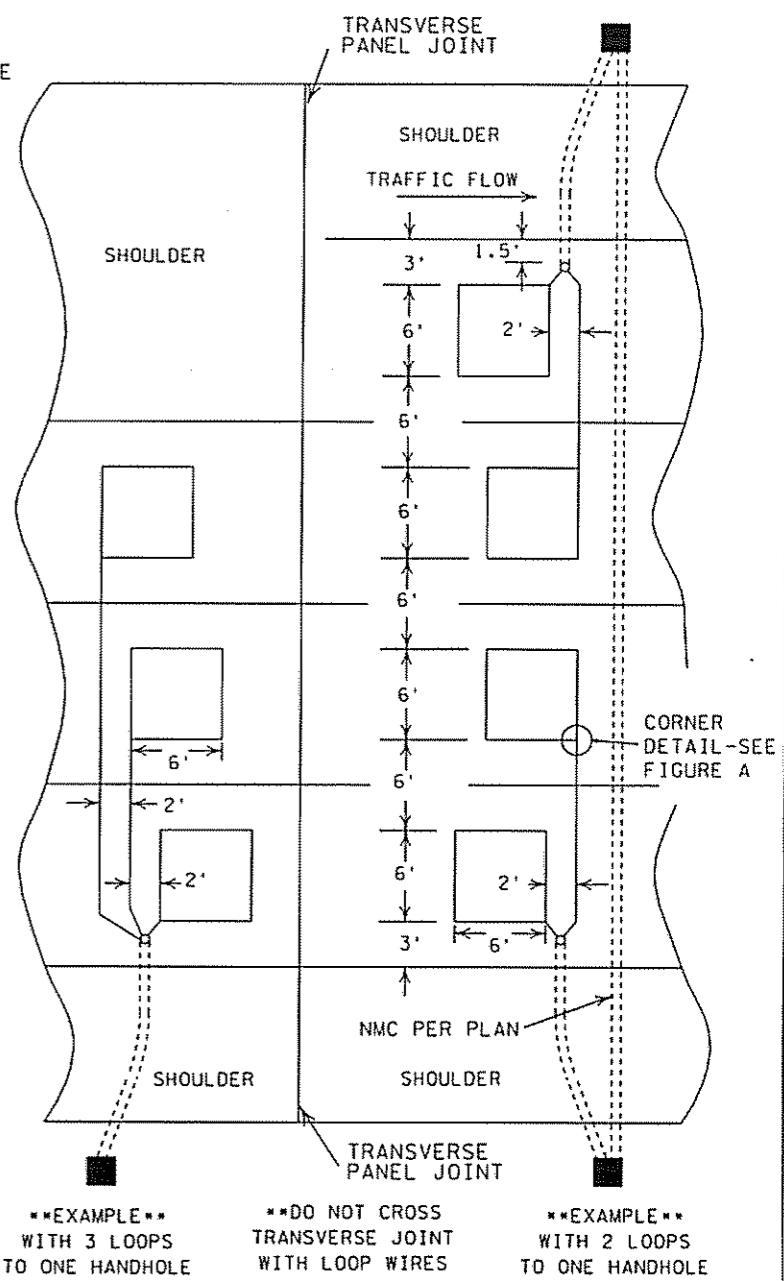 TRANSVERSE
PANEL JOINT
E
SHOULDER
TRAFFIC FLOW
SHOULDER
3'
1.5'
6'
2'
6'
6'
6'
6'
6'
CORNER
DETAIL-SEE
FIGURE A
6'
2'
6'
2'
2'
6'
3'
NMC PER PLAN
SHOULDER
SHOULDER
TRANSVERSE
PANEL JOINT
**EXAMPLE**
WITH 3 LOOPS
TO ONE HANDHOLE
**DO NOT CROSS
TRANSVERSE JOINT
WITH LOOP WIRES
**EXAMPLE**
WITH 2 LOOPS
TO ONE HANDHOLE